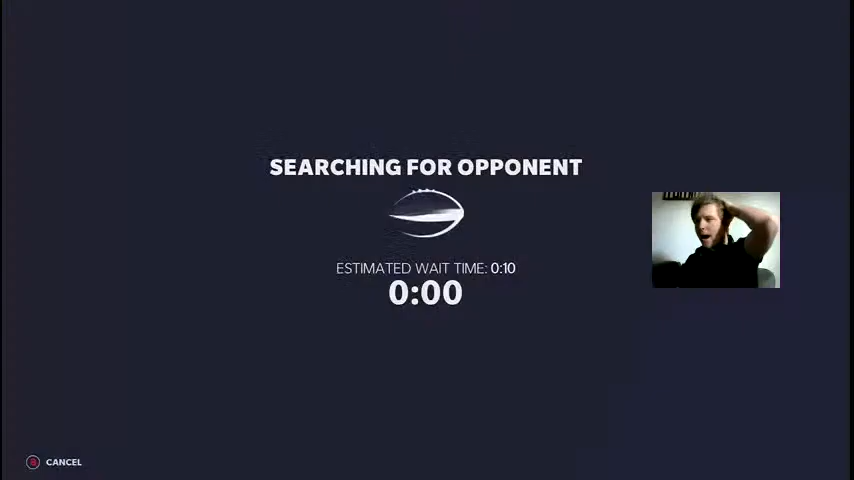 SEARCHING FOR OPPONENT
ESTIMATED WAIT TIME: 0:10
0:00
B CANCEL